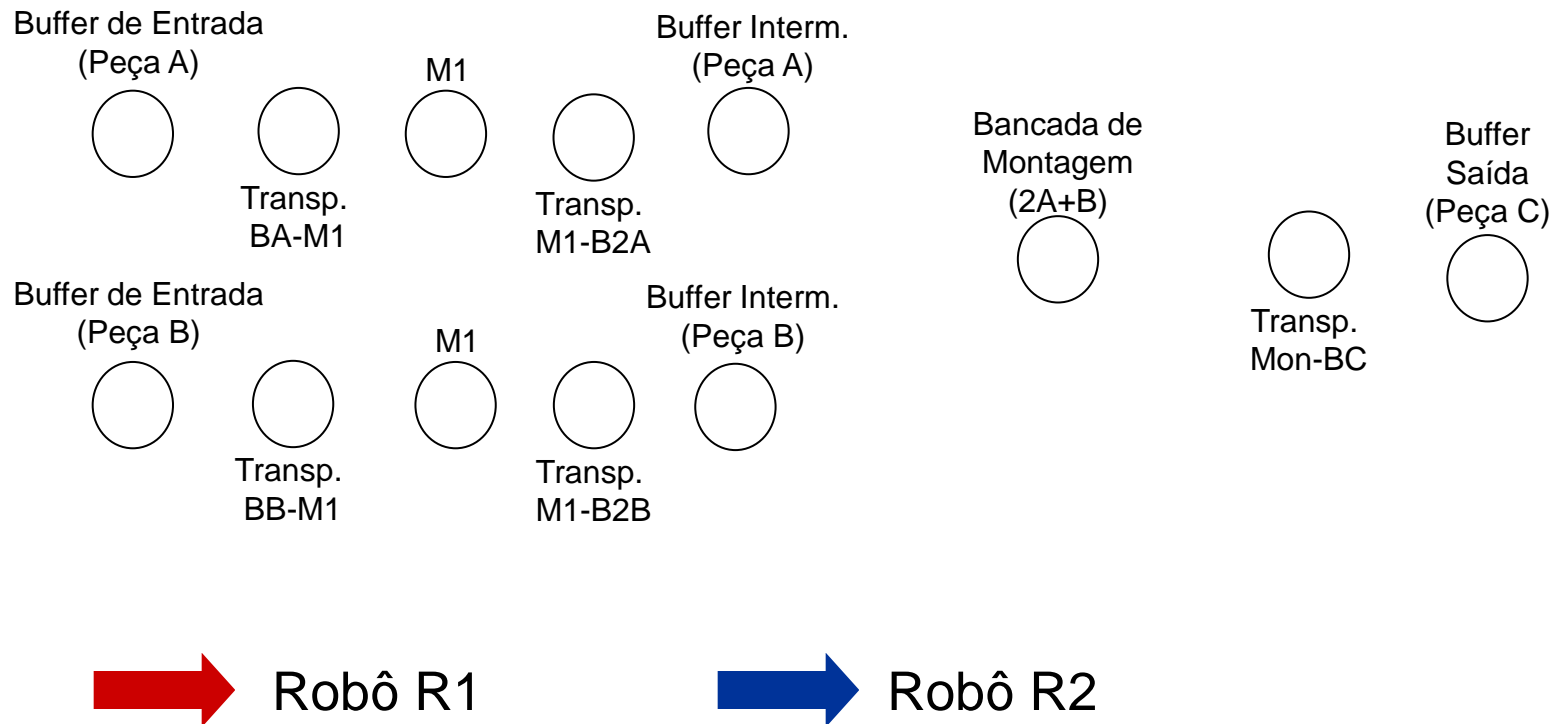 Buffer de Entrada
(Peça A)
M1
Buffer Interm.
(Peça A)
Transp.
BA-M1
Transp.
M1-B2A
Bancada de
Montagem
(2A+B)
Buffer
Saída
(Peça C)
Transp.
Mon-BC
Buffer de Entrada
(Peça B)
M1
Buffer Interm.
(Peça B)
Transp.
BB-M1
Transp.
M1-B2B
Robô R1
Robô R2